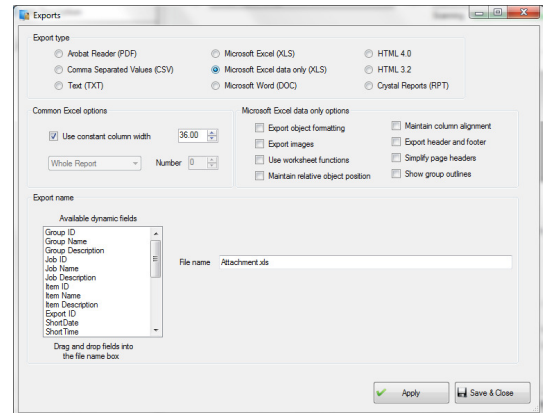 Exports
Export type
Arobat Reader (PDF)
Microsoft Excel (XLS)
HTML 4.0
Comma Separated Values (CSV)
Microsoft Excel data only (XLS)
HTML 3.2
Text (TXT)
Microsoft Word (DOC)
Crystal Reports (RPT)
Common Excel options
Use constant column width
36.00
Whole Report
Number
0
Microsoft Excel data only options
Export object formatting
Maintain column alignment
Export images
Export header and footer
Use worksheet functions
Simplify page headers
Maintain relative object position
Show group outlines
Export name
Available dynamic fields
Group ID
Group Name
Group Description
Job ID
Job Name
Job Description
Item ID
Item Name
Item Description
Export ID
ShortDate
ShortTime
File name
Attachment.xls
Drag and drop fields into
the file name box
Apply
Save & Close